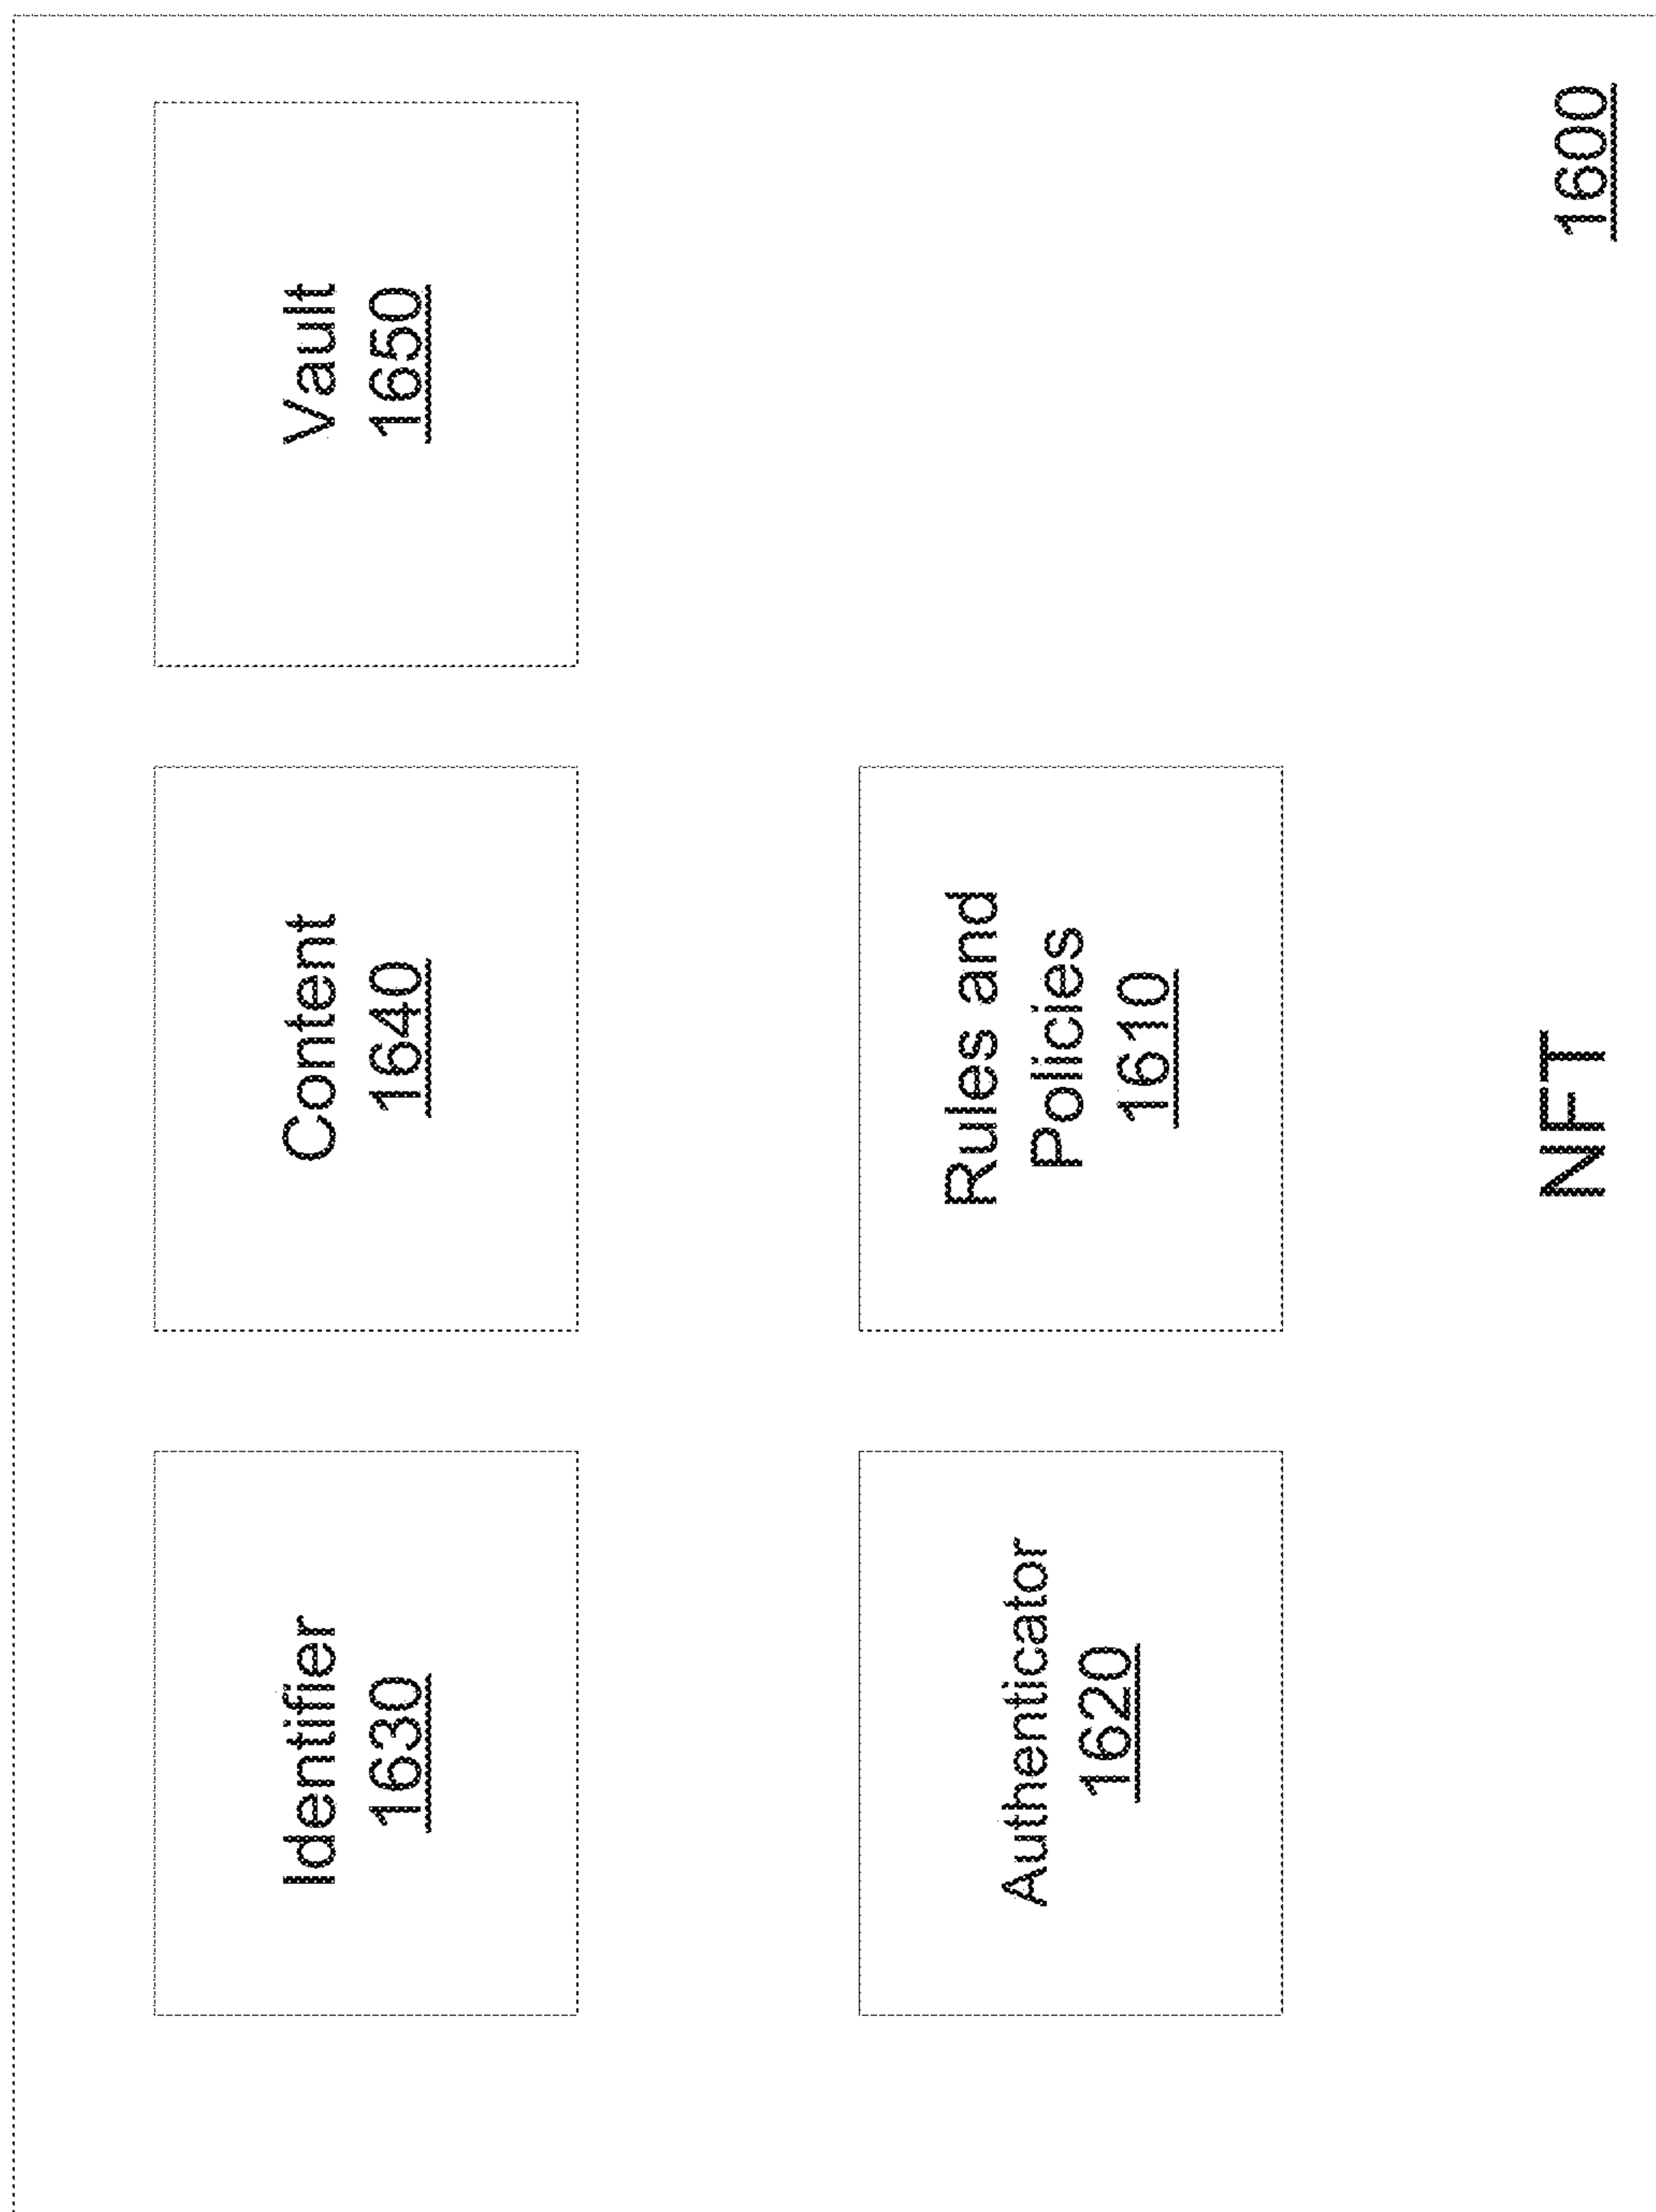 Identifier
1630
Content
1640
Vault
1650
Authenticator
1620
Rules and
Policies
1610
NFT
1600